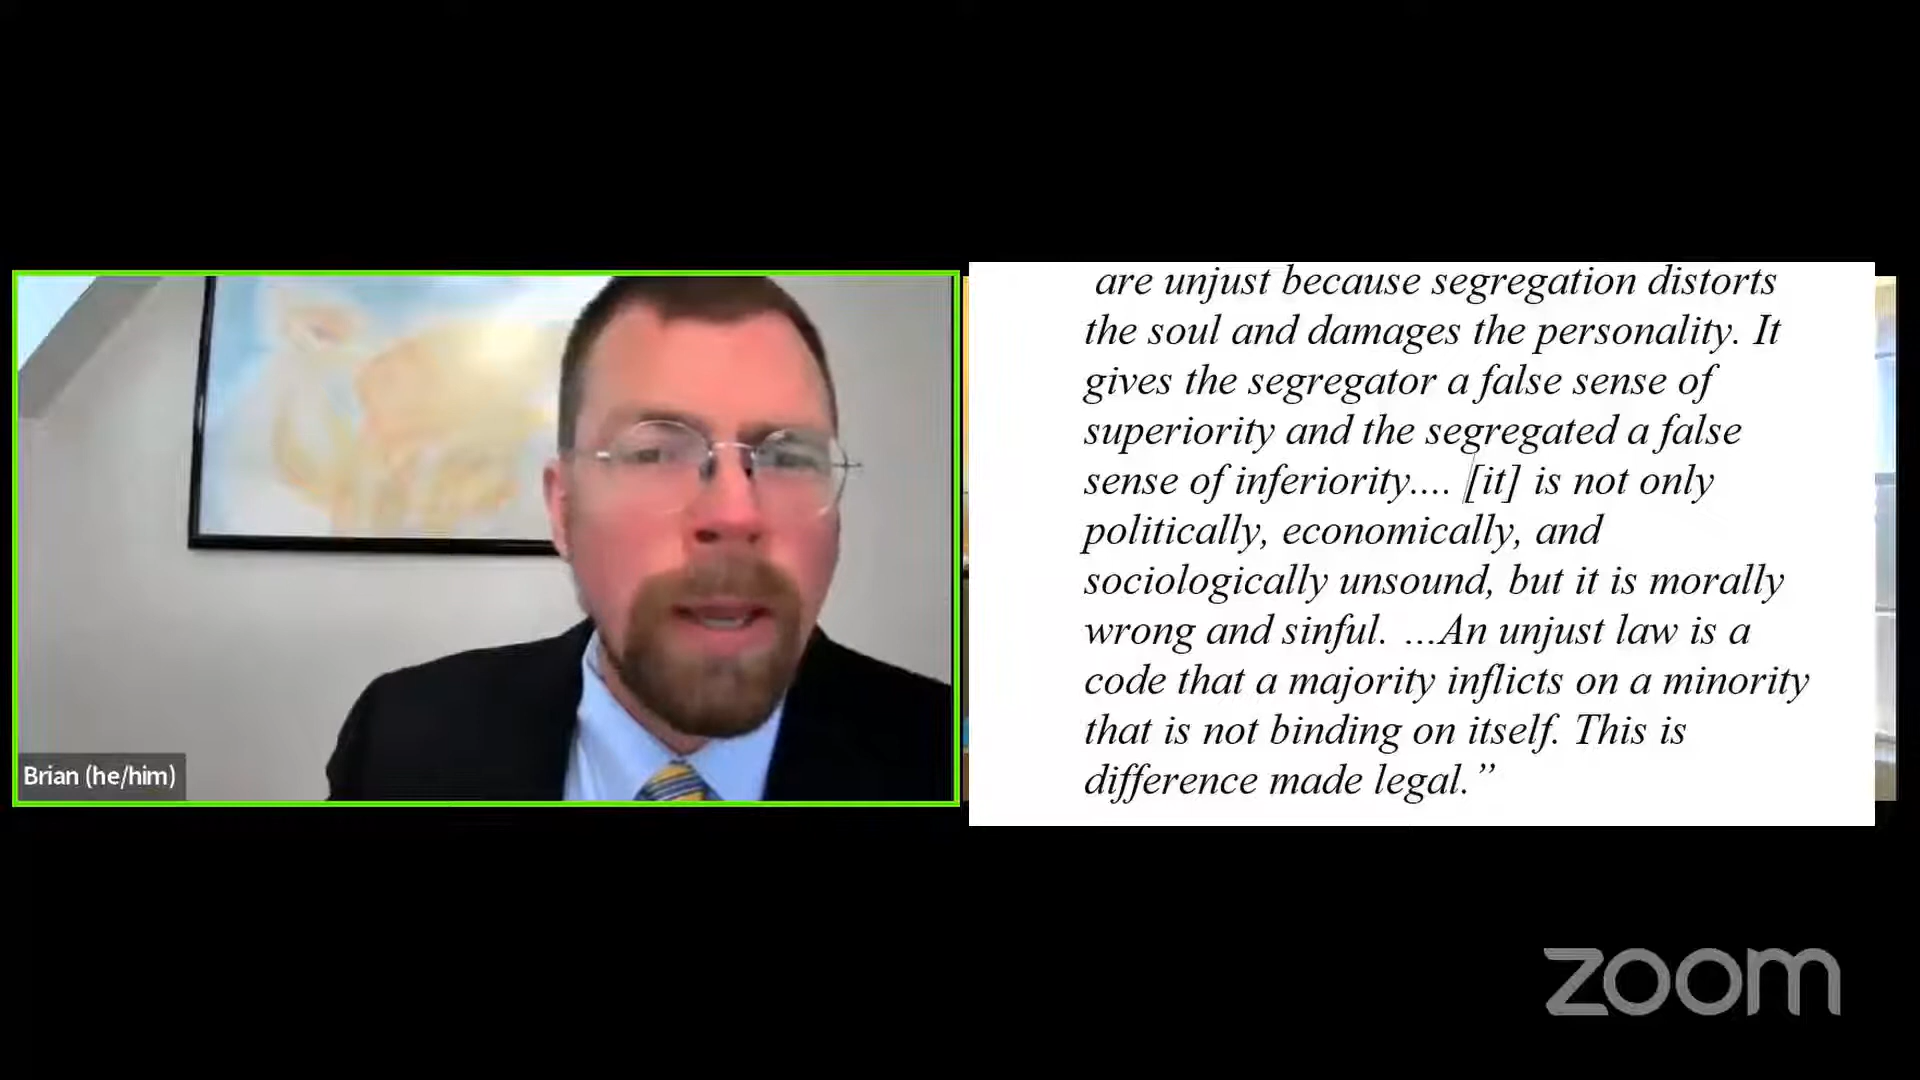 are unjust because segregation distorts
the soul and damages the personality. It
gives the segregator a false sense of
superiority and the segregated a false
sense of inferiority.... [it] is not only
politically, economically, and
sociologically unsound, but it is morally
wrong and sinful. ...An unjust law is a
code that a majority inflicts on a minority
that is not binding on itself. This is
difference made legal.”
Brian (he/him)
zoom